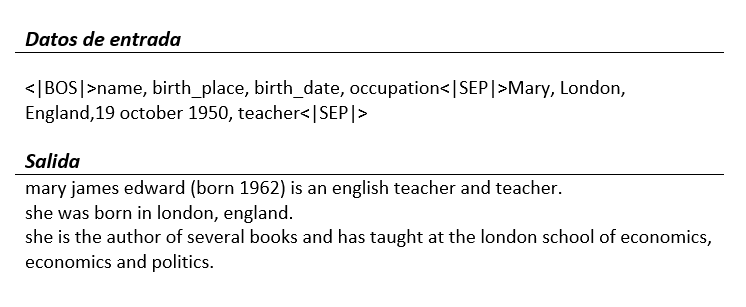 Datos de entrada
<|BOS|>name, birth_place, birth_date, occupation<|SEP|>Mary, London,
England,19 october 1950, teacher<|SEP|>
Salida
mary james edward (born 1962) is an english teacher and teacher.
she was born in london, england.
she is the author of several books and has taught at the london school of economics,
economics and politics.